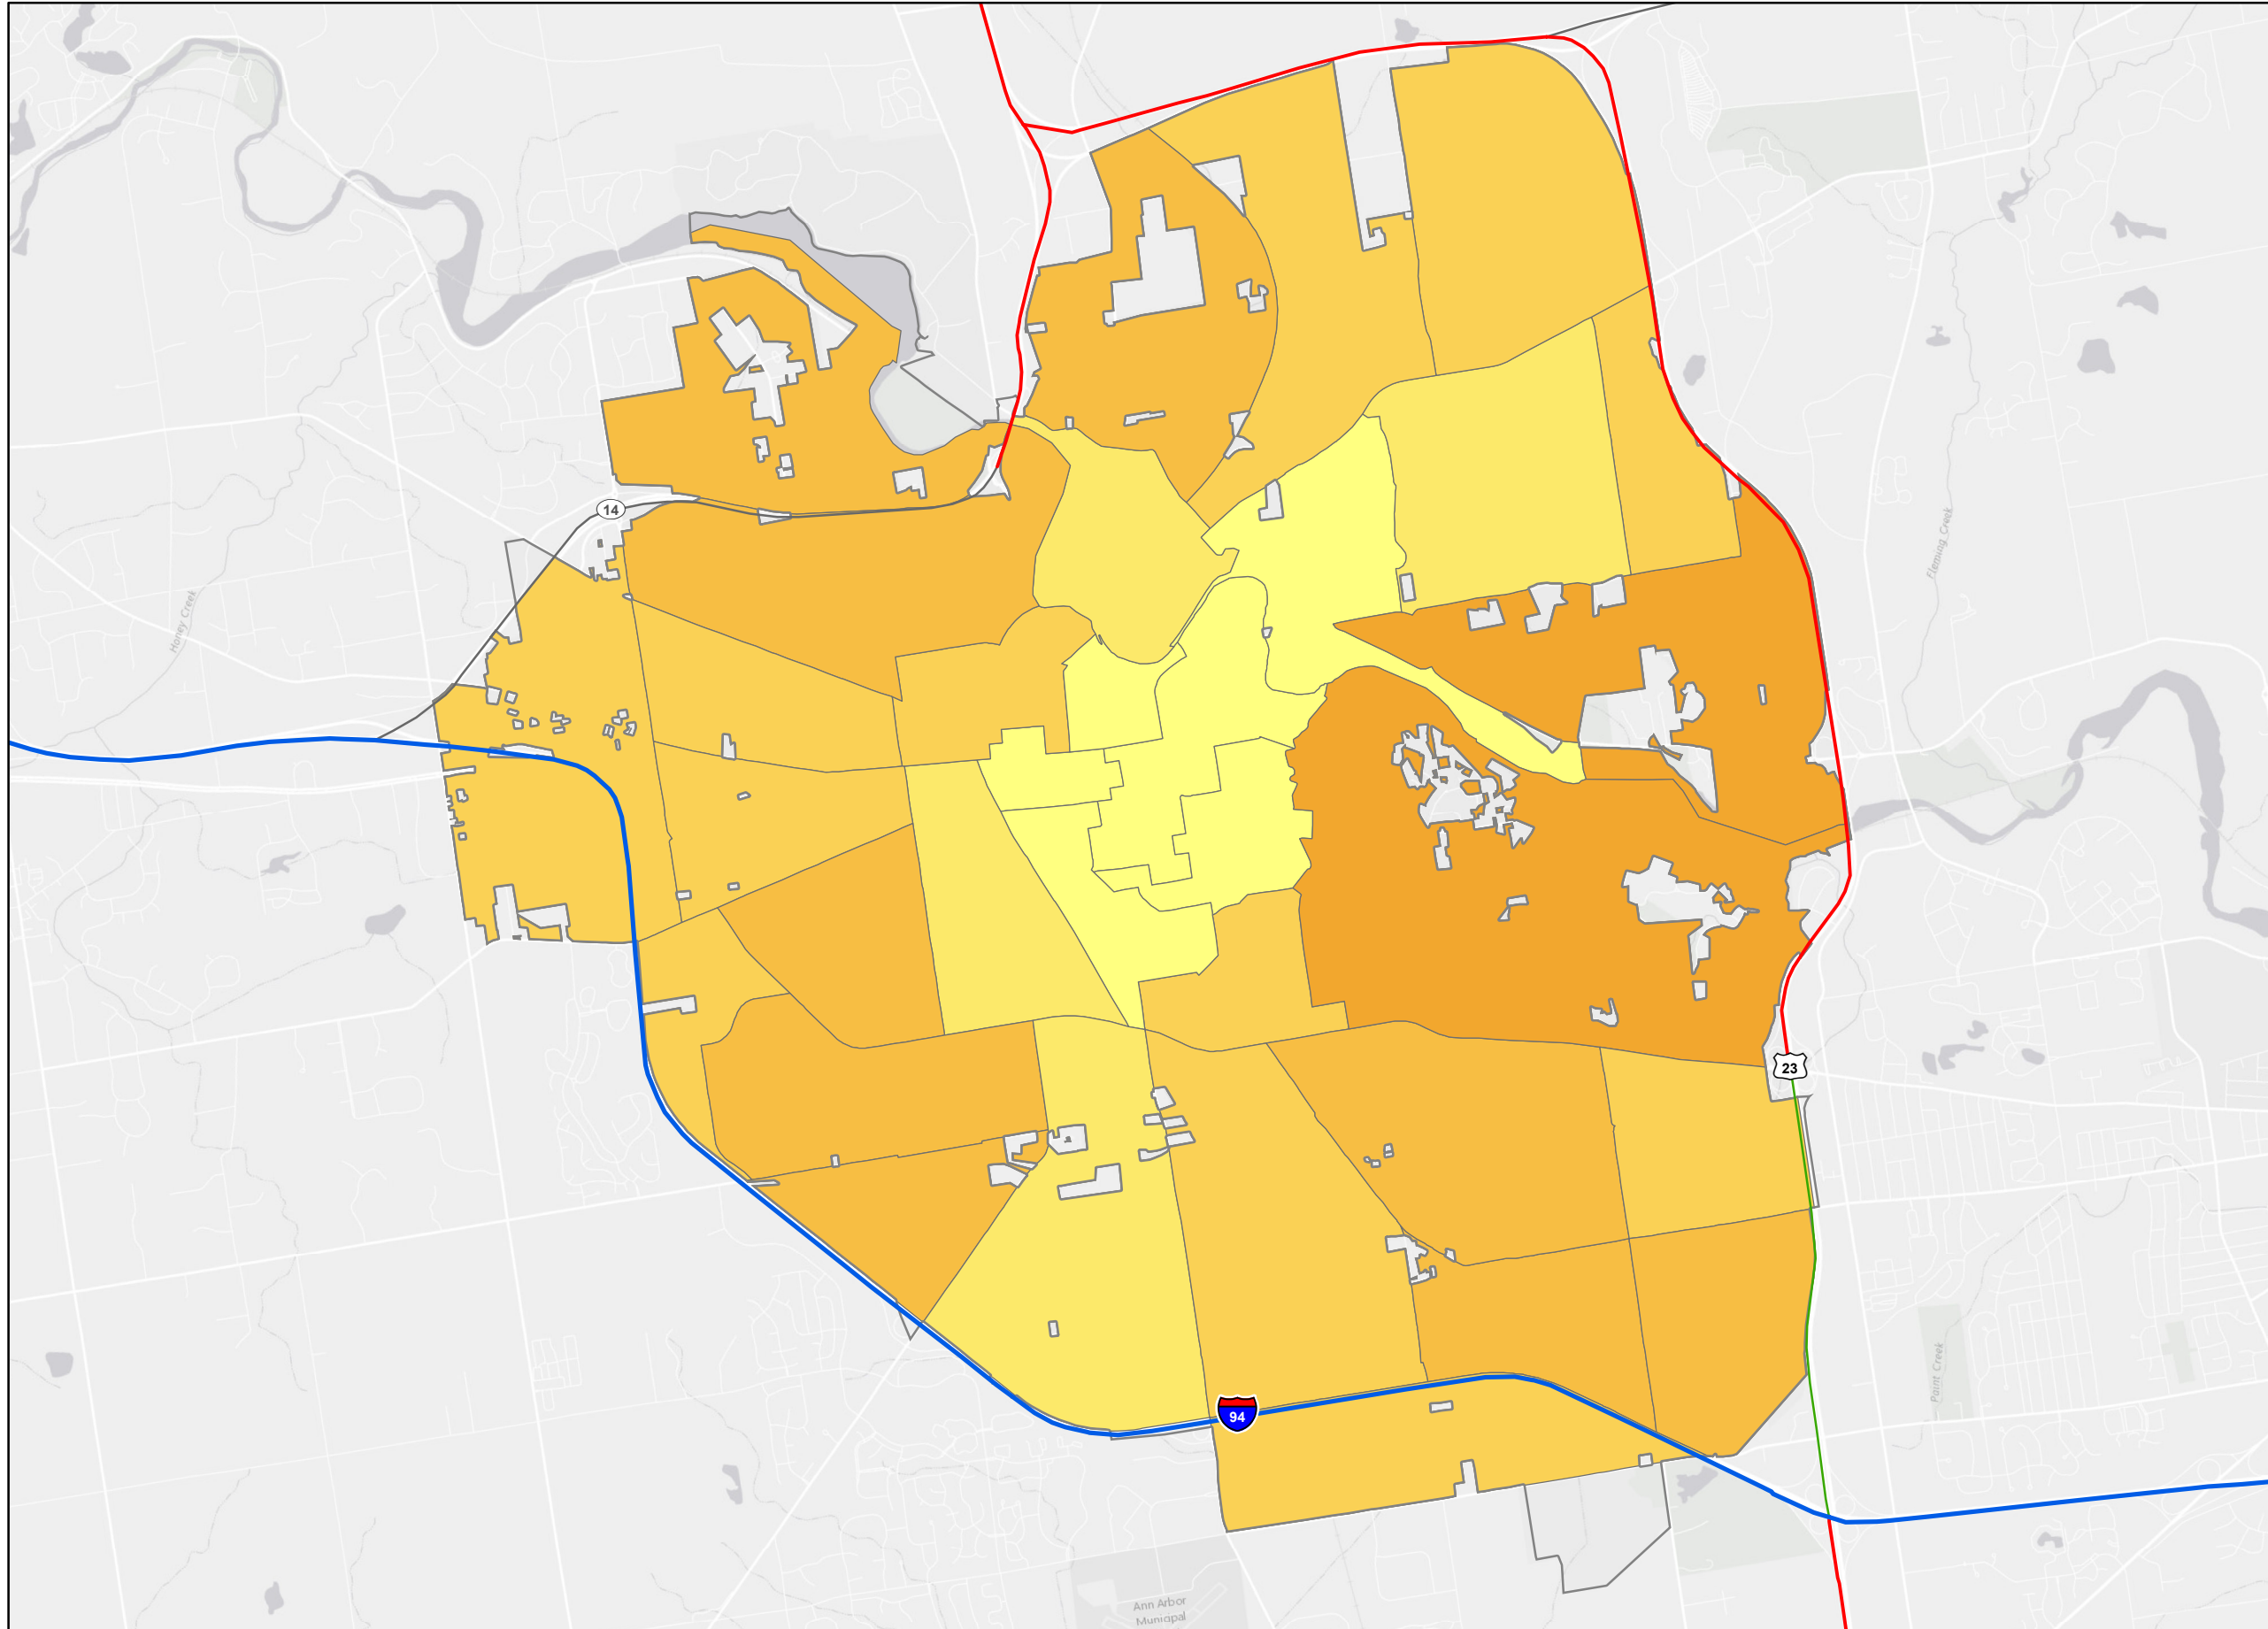 14
Honey Creek
Fleming Creek
23
Paint Creek
94
Ann Arbor
Municipal